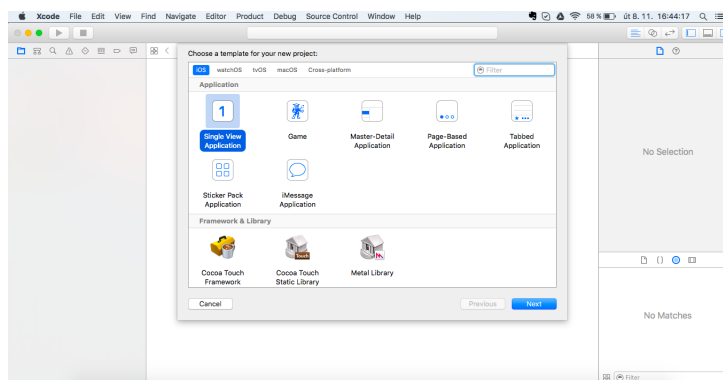 Xcode File Edit View Find Navigate Editor Product Debug Source Control Window Help 58 % út 8. 11. 16:44:17
Choose a template for your new project:
iOS watchOS tvOS macOS Cross-platform Filter
Application
1
Single View Application
Game
Master-Detail Application
Page-Based Application
Tabbed Application
Sticker Pack Application
iMessage Application
Framework & Library
Cocoa Touch Framework
Touch
Cocoa Touch Static Library
Metal Library
Cancel Previous Next
No Selection
No Matches
Filter